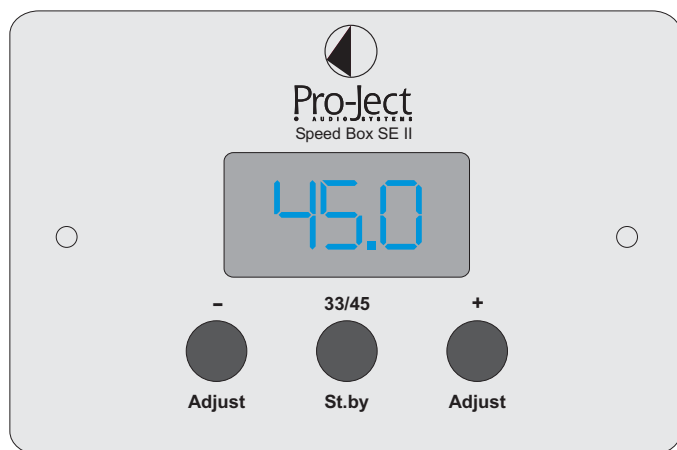 Pro-Ject
AUDIO SYSTEMS
Speed Box SE II
45.0
– 33/45 +
Adjust St.by Adjust